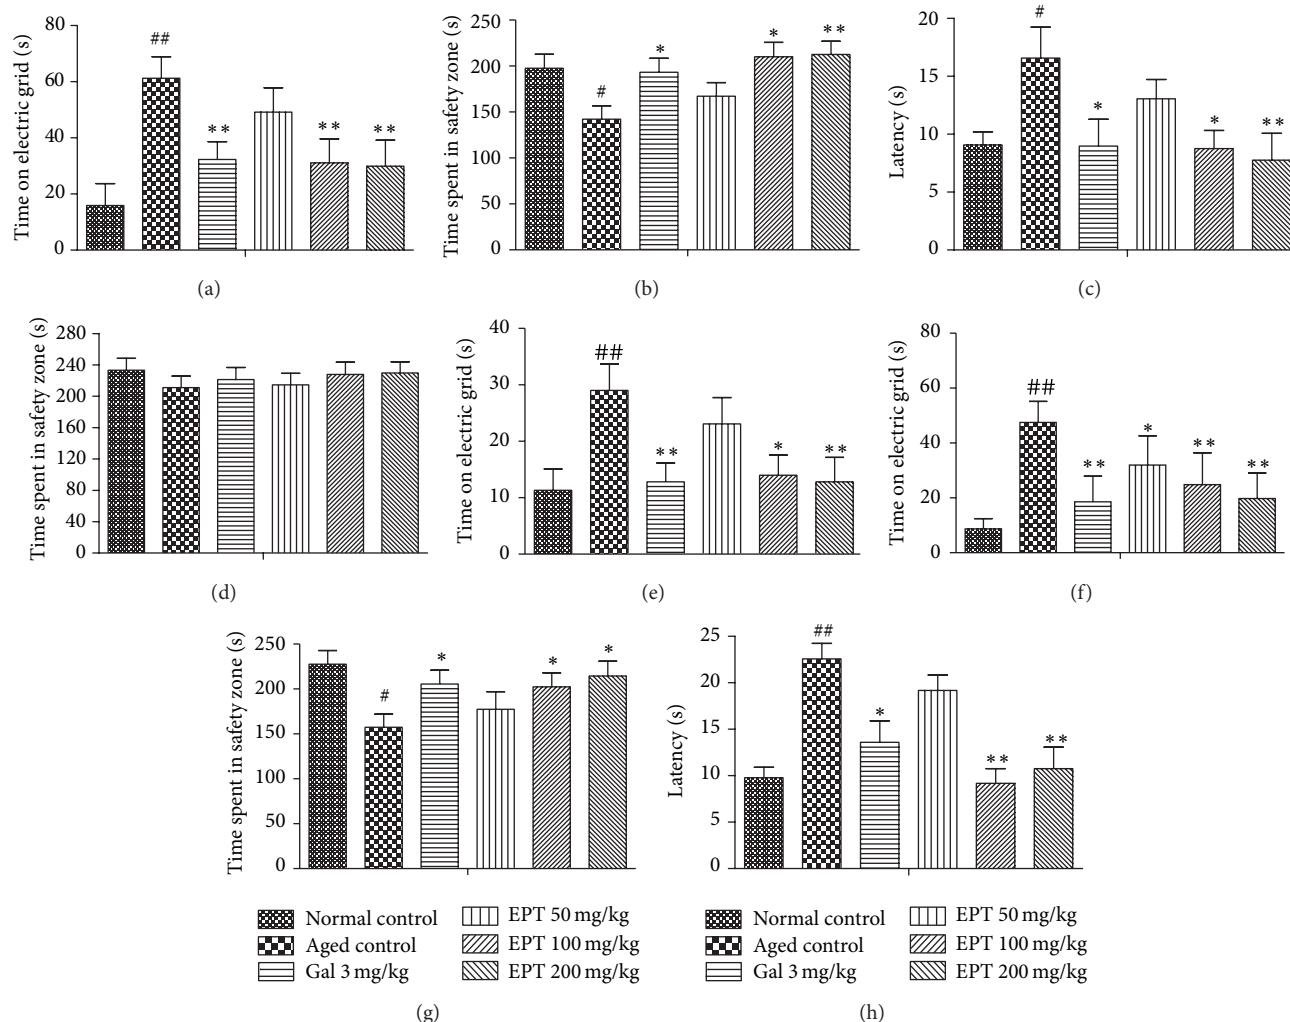 Time on electric grid (s)
80
60
40
20
0
##
**
**
**
(a)
Time spent in safety zone (s)
250
200
150
100
50
0
#
*
*
**
(b)
Latency (s)
20
15
10
5
0
#
*
*
**
(c)
Time spent in safety zone (s)
280
240
200
160
120
80
40
0
(d)
Time on electric grid (s)
40
30
20
10
0
##
**
*
**
(e)
Time on electric grid (s)
80
60
40
20
0
##
**
*
**
**
(f)
Time spent in safety zone (s)
250
200
150
100
50
0
#
*
*
*
Normal control
Aged control
Gal 3 mg/kg
EPT 50 mg/kg
EPT 100 mg/kg
EPT 200 mg/kg
(g)
Latency (s)
25
20
15
10
5
0
##
*
**
**
Normal control
Aged control
Gal 3 mg/kg
EPT 50 mg/kg
EPT 100 mg/kg
EPT 200 mg/kg
(h)